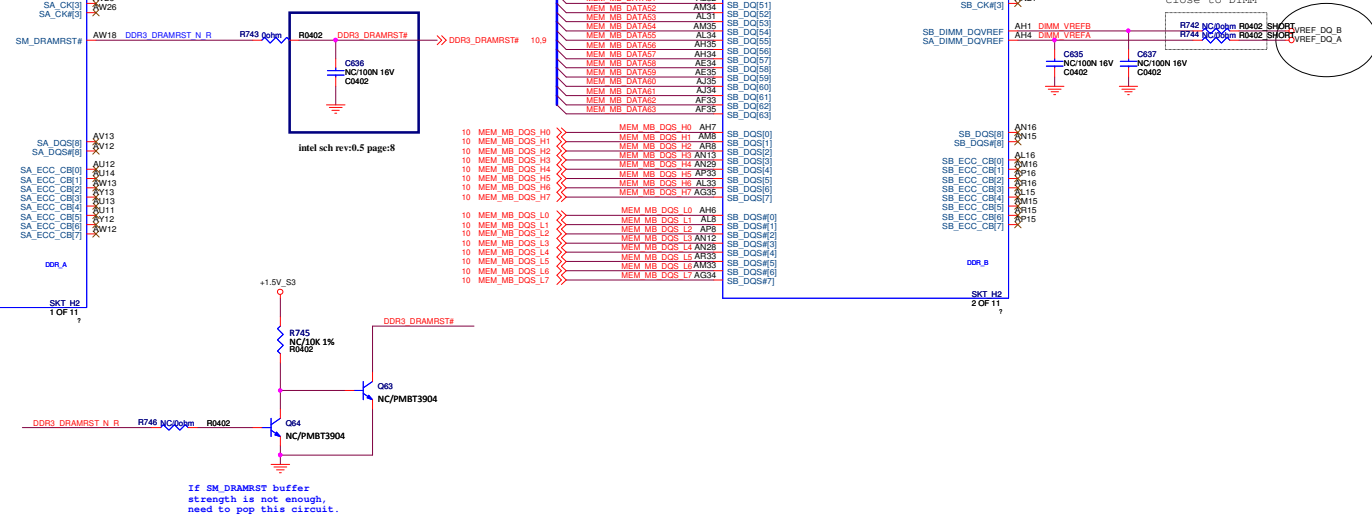 SA_CK[3]
AW26
SA_CK#[3]
SM_DRAMRST#
AW18
DDR3_DRAMRST_N_R
R743
0ohm
R0402
DDR3_DRAMRST#
DDR3_DRAMRST#
10,9
C636
NC/100N 16V
C0402
intel sch rev:0.5 page:8
SA_DQS[8]
AV13
SA_DQS#[8]
AV12
SA_ECC_CB[0]
AU12
SA_ECC_CB[1]
AU14
SA_ECC_CB[2]
AW13
SA_ECC_CB[3]
AY13
SA_ECC_CB[4]
AU13
SA_ECC_CB[5]
AU11
SA_ECC_CB[6]
AY12
SA_ECC_CB[7]
AW12
DDR_A
SKT_H2
1 OF 11
?
SB_DQ[51]
MEM_MB_DATA52 AM34 SB_DQ[52]
MEM_MB_DATA53 AL31 SB_DQ[53]
MEM_MB_DATA54 AM35 SB_DQ[54]
MEM_MB_DATA55 AL34 SB_DQ[55]
MEM_MB_DATA56 AH35 SB_DQ[56]
MEM_MB_DATA57 AH34 SB_DQ[57]
MEM_MB_DATA58 AE34 SB_DQ[58]
MEM_MB_DATA59 AE35 SB_DQ[59]
MEM_MB_DATA60 AJ35 SB_DQ[60]
MEM_MB_DATA61 AJ34 SB_DQ[61]
MEM_MB_DATA62 AF33 SB_DQ[62]
MEM_MB_DATA63 AF35 SB_DQ[63]
10 MEM_MB_DQS_H0 MEM_MB_DQS_H0 AH7 SB_DQS[0]
10 MEM_MB_DQS_H1 MEM_MB_DQS_H1 AM8 SB_DQS[1]
10 MEM_MB_DQS_H2 MEM_MB_DQS_H2 AR8 SB_DQS[2]
10 MEM_MB_DQS_H3 MEM_MB_DQS_H3 AN13 SB_DQS[3]
10 MEM_MB_DQS_H4 MEM_MB_DQS_H4 AN29 SB_DQS[4]
10 MEM_MB_DQS_H5 MEM_MB_DQS_H5 AP33 SB_DQS[5]
10 MEM_MB_DQS_H6 MEM_MB_DQS_H6 AL33 SB_DQS[6]
10 MEM_MB_DQS_H7 MEM_MB_DQS_H7 AG35 SB_DQS[7]
10 MEM_MB_DQS_L0 MEM_MB_DQS_L0 AH6 SB_DQS#[0]
10 MEM_MB_DQS_L1 MEM_MB_DQS_L1 AL8 SB_DQS#[1]
10 MEM_MB_DQS_L2 MEM_MB_DQS_L2 AP8 SB_DQS#[2]
10 MEM_MB_DQS_L3 MEM_MB_DQS_L3 AN12 SB_DQS#[3]
10 MEM_MB_DQS_L4 MEM_MB_DQS_L4 AN28 SB_DQS#[4]
10 MEM_MB_DQS_L5 MEM_MB_DQS_L5 AR33 SB_DQS#[5]
10 MEM_MB_DQS_L6 MEM_MB_DQS_L6 AM33 SB_DQS#[6]
10 MEM_MB_DQS_L7 MEM_MB_DQS_L7 AG34 SB_DQS#7]
SB_CK#[3]
Close to DIMM
SB_DIMM_DQVREF AH1 DIMM_VREFB R742 NC/0ohm R0402_SHORT VREF_DQ_B
SA_DIMM_DQVREF AH4 DIMM_VREFA R744 NC/0ohm R0402_SHORT VREF_DQ_A
C635
NC/100N 16V
C0402
C637
NC/100N 16V
C0402
SB_DQS[8] AN16
SB_DQS#[8] AN15
SB_ECC_CB[0] AL16
SB_ECC_CB[1] AM16
SB_ECC_CB[2] AP16
SB_ECC_CB[3] AR16
SB_ECC_CB[4] AL15
SB_ECC_CB[5] AM15
SB_ECC_CB[6] AR15
SB_ECC_CB[7] AP15
DDR_B
SKT_H2
2 OF 11
?
+1.5V_S3
R745
NC/10K 1%
R0402
DDR3_DRAMRST#
Q63
NC/PMBT3904
DDR3_DRAMRST_N_R
R746 NC/0ohm
R0402
Q64
NC/PMBT3904
If SM_DRAMRST buffer
strength is not enough,
need to pop this circuit.